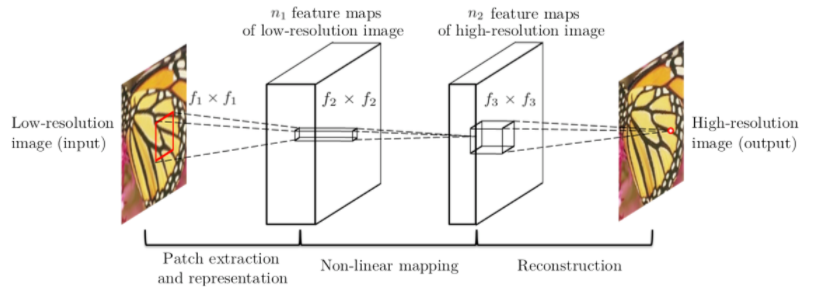 n₁ feature maps
of low-resolution image
n₂ feature maps
of high-resolution image
f₁ × f₁
f₂ × f₂
f₃ × f₃
Low-resolution
image (input)
High-resolution
image (output)
Patch extraction
and representation
Non-linear mapping
Reconstruction